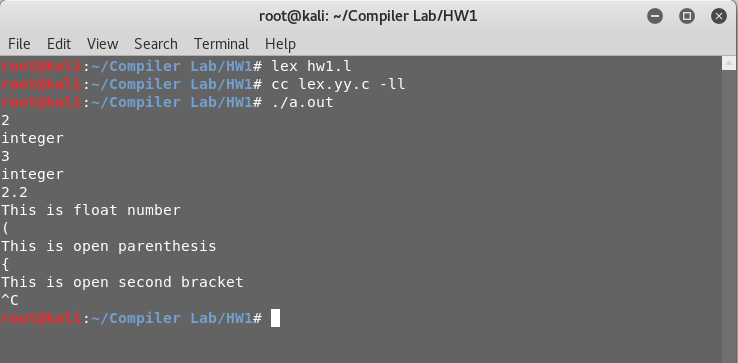 root@kali: ~/Compiler Lab/HW1
File Edit View Search Terminal Help
root@kali:~/Compiler Lab/HW1# lex hw1.l
root@kali:~/Compiler Lab/HW1# cc lex.yy.c -ll
root@kali:~/Compiler Lab/HW1# ./a.out
2
integer
3
integer
2.2
This is float number
(
This is open parenthesis
{
This is open second bracket
^C
root@kali:~/Compiler Lab/HW1#